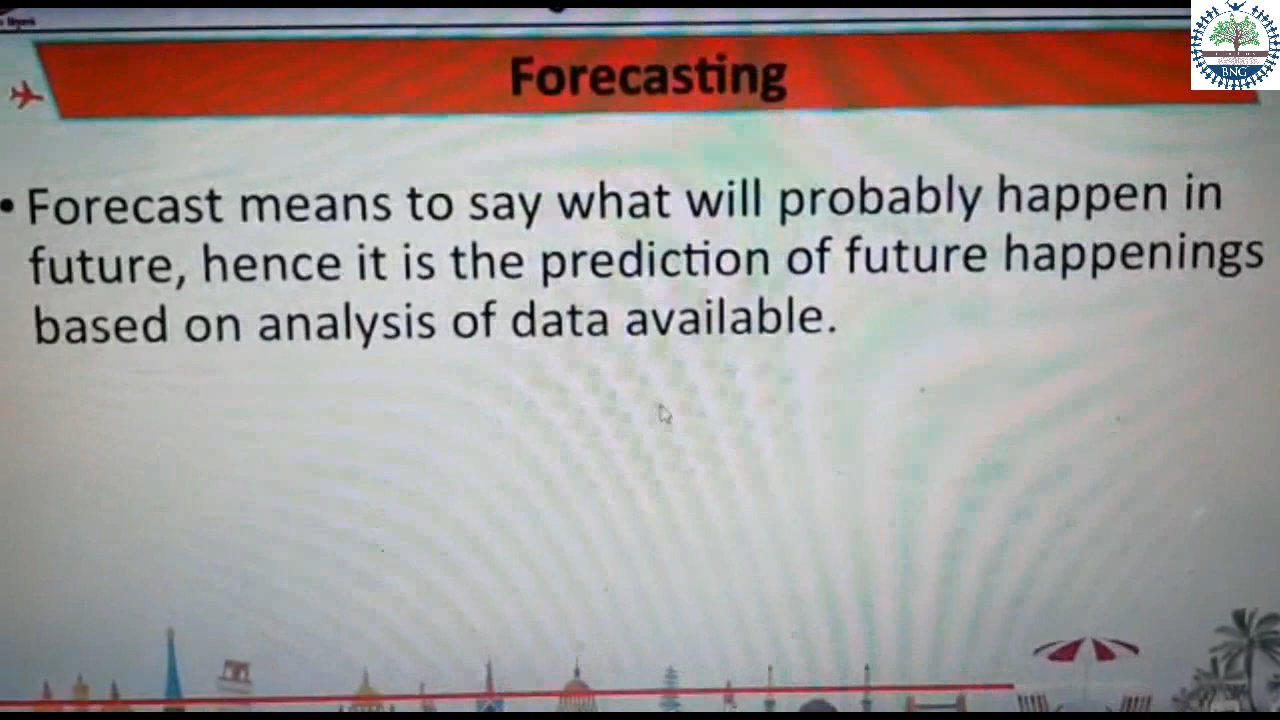 Forecasting
• Forecast means to say what will probably happen in
future, hence it is the prediction of future happenings
based on analysis of data available.
BNG